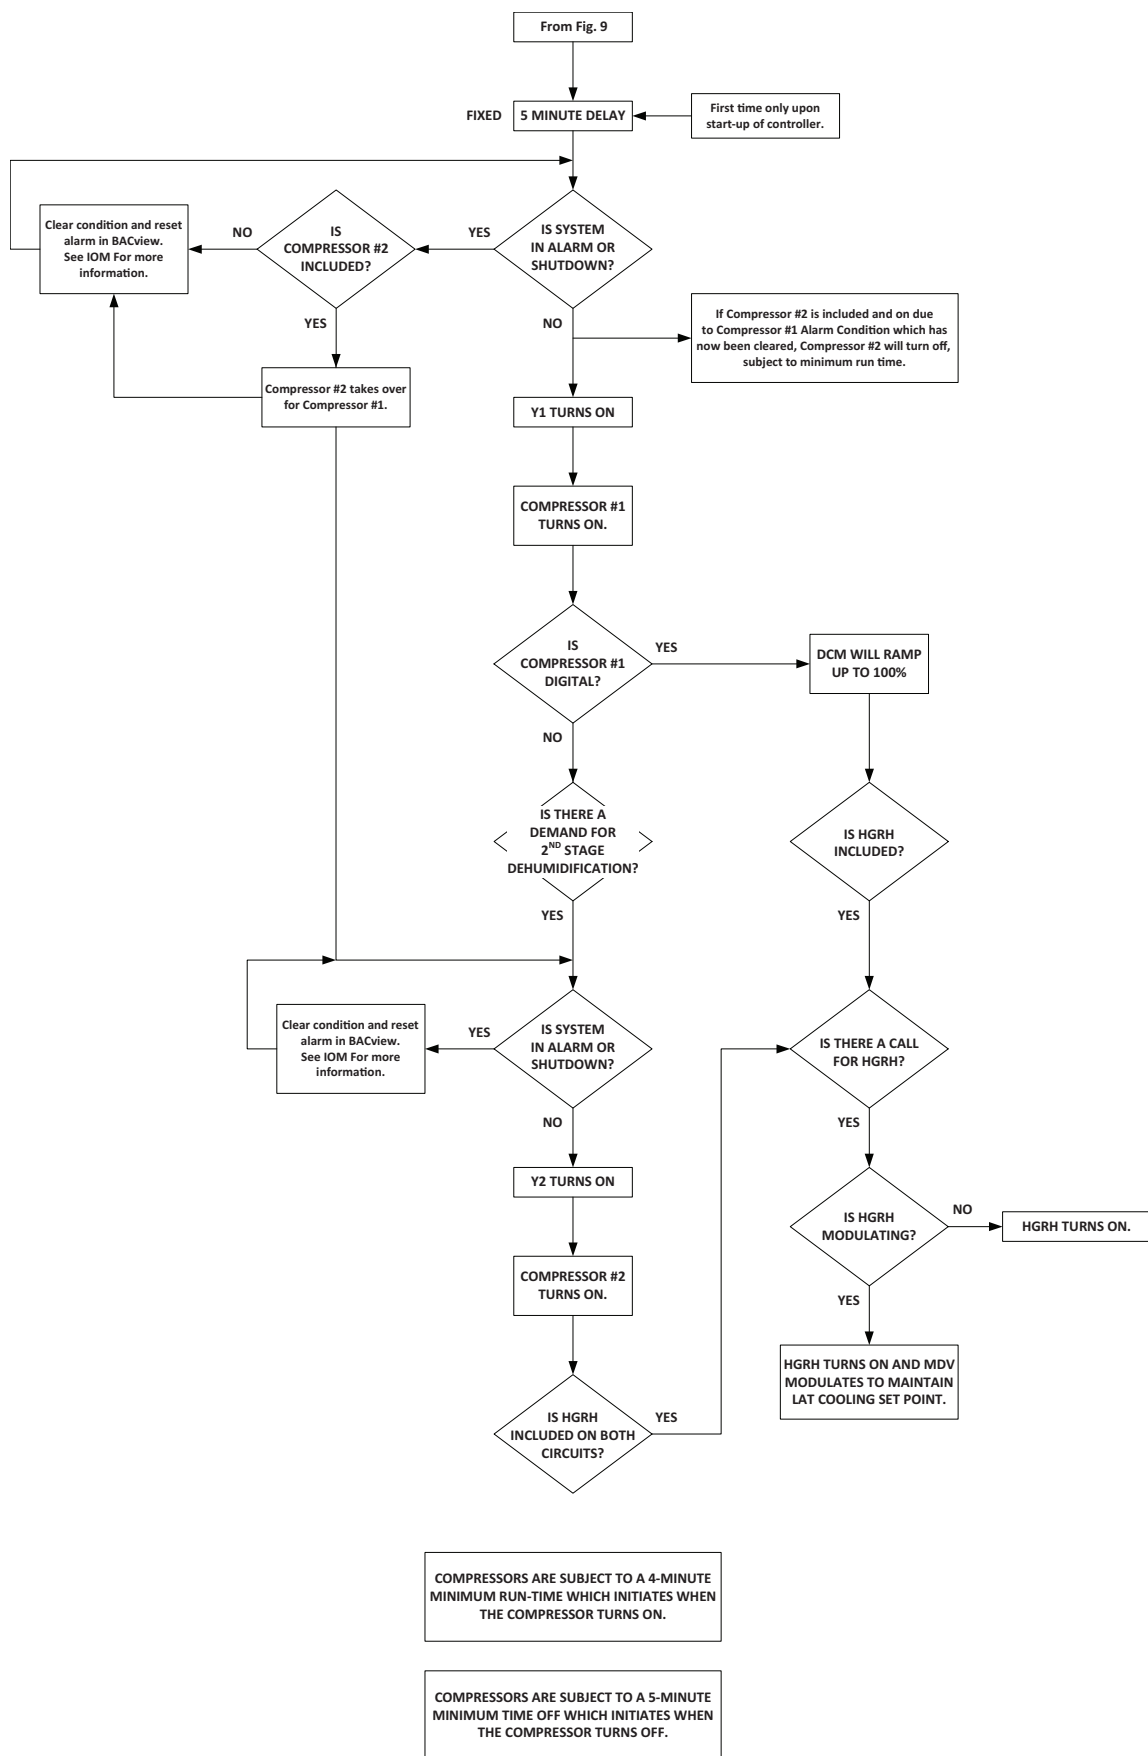 From Fig. 9
FIXED
5 MINUTE DELAY
First time only upon
start-up of controller.
Clear condition and reset
alarm in BACview.
See IOM For more
information.
NO
IS
COMPRESSOR #2
INCLUDED?
YES
IS SYSTEM
IN ALARM OR
SHUTDOWN?
YES
NO
If Compressor #2 is included and on due
to Compressor #1 Alarm Condition which has
now been cleared, Compressor #2 will turn off,
subject to minimum run time.
Compressor #2 takes over
for Compressor #1.
Y1 TURNS ON
COMPRESSOR #1
TURNS ON.
IS
COMPRESSOR #1
DIGITAL?
YES
DCM WILL RAMP
UP TO 100%
NO
IS THERE A
DEMAND FOR
2ND STAGE
DEHUMIDIFICATION?
IS HGRH
INCLUDED?
YES
YES
Clear condition and reset
alarm in BACview.
See IOM For more
information.
YES
IS SYSTEM
IN ALARM OR
SHUTDOWN?
IS THERE A CALL
FOR HGRH?
NO
YES
Y2 TURNS ON
IS HGRH
MODULATING?
NO
HGRH TURNS ON.
COMPRESSOR #2
TURNS ON.
YES
HGRH TURNS ON AND MDV
MODULATES TO MAINTAIN
LAT COOLING SET POINT.
IS HGRH
INCLUDED ON BOTH
CIRCUITS?
YES
COMPRESSORS ARE SUBJECT TO A 4-MINUTE
MINIMUM RUN-TIME WHICH INITIATES WHEN
THE COMPRESSOR TURNS ON.
COMPRESSORS ARE SUBJECT TO A 5-MINUTE
MINIMUM TIME OFF WHICH INITIATES WHEN
THE COMPRESSOR TURNS OFF.